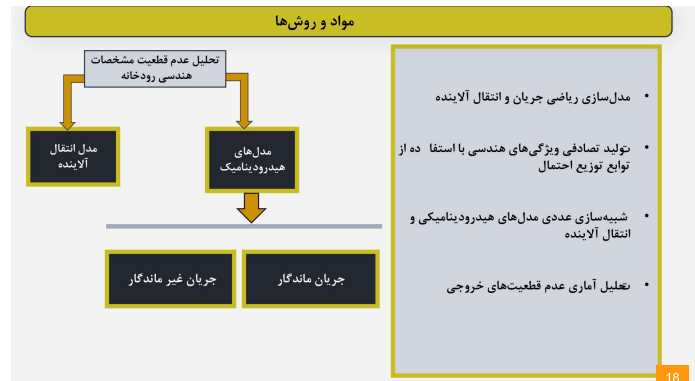 مواد و روش‌ها
تحلیل عدم قطعیت مشخصات
هندسی رودخانه
مدل انتقال
آلاینده
مدل‌های
هیدرودینامیک
جریان غیر ماندگار
جریان ماندگار
• مدل‌سازی ریاضی جریان و انتقال آلاینده
• تولید تصادفی ویژگی‌های هندسی با استفا ده از
توابع توزیع احتمال
• شبیه‌سازی عددی مدل‌های هیدرودینامیکی و
انتقال آلاینده
• تحلیل آماری عدم قطعیت‌های خروجی
18